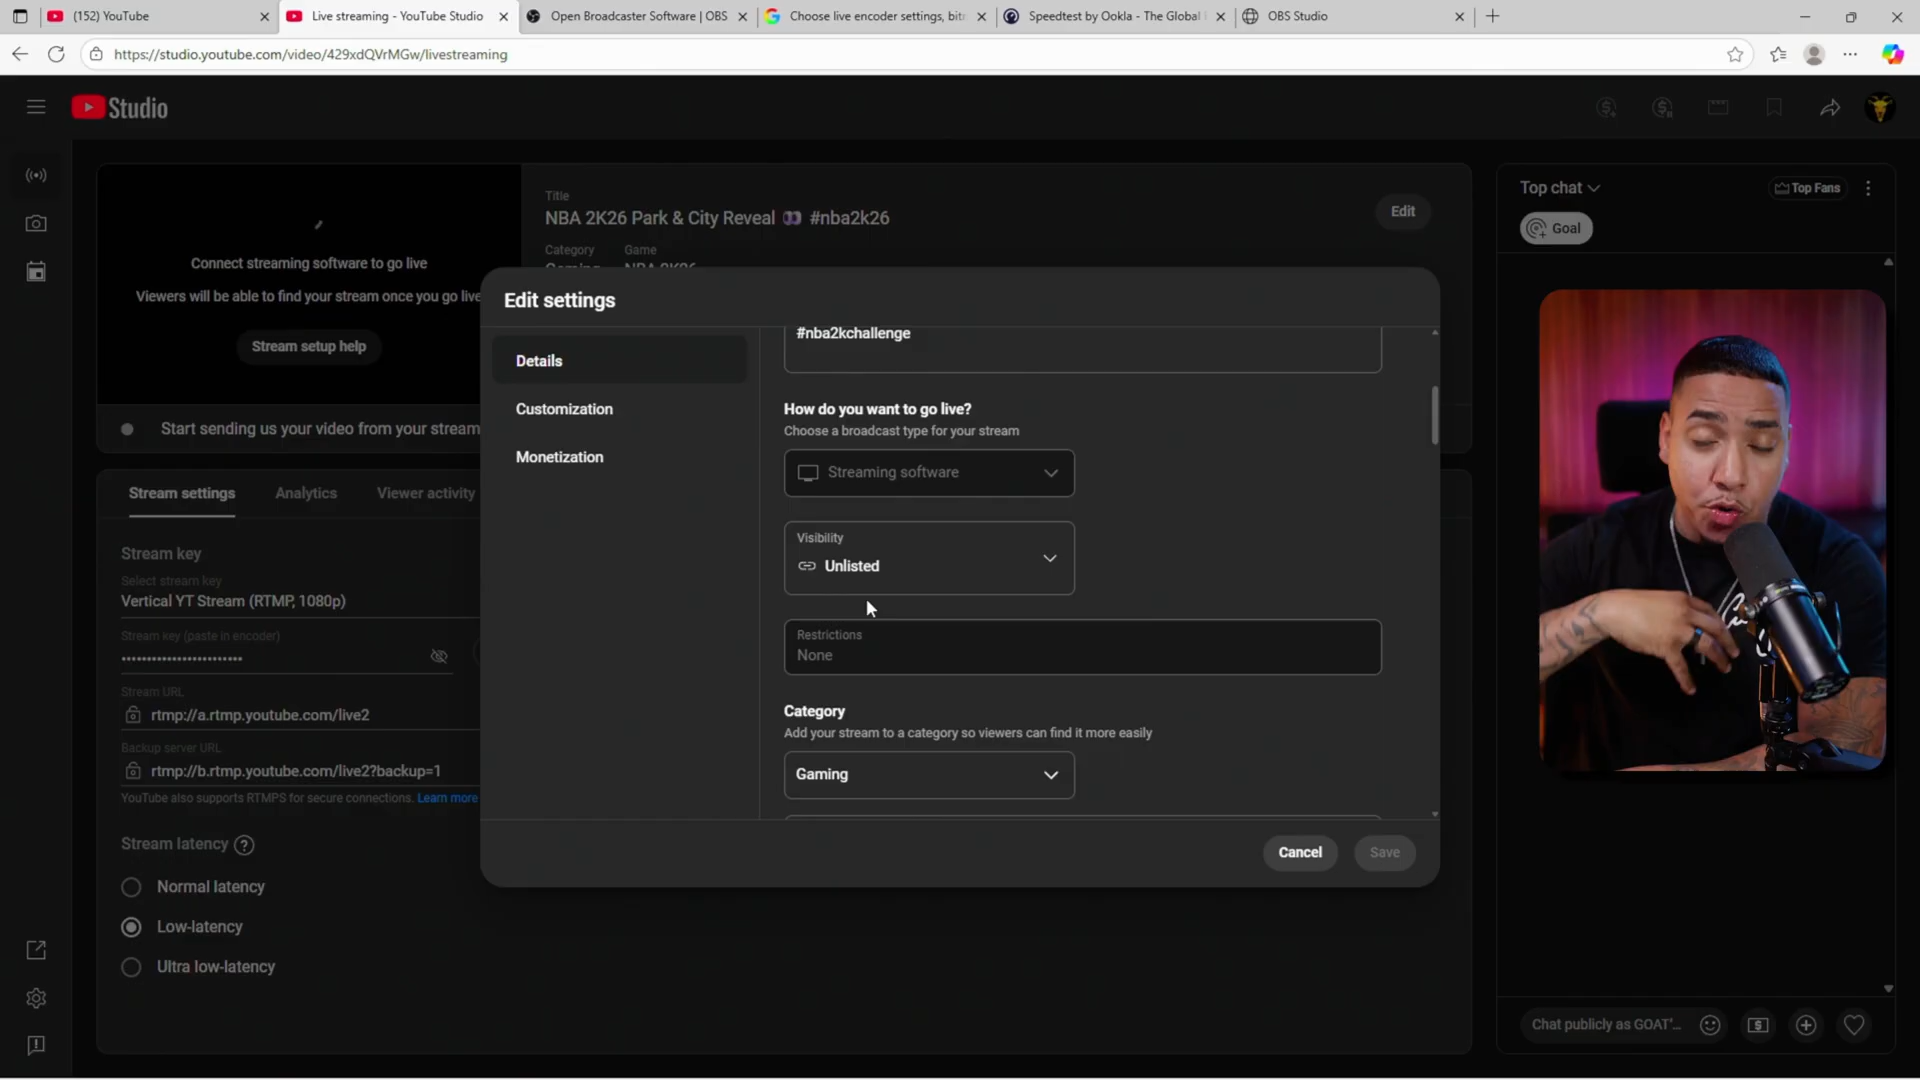 (152) YouTube
Live streaming - YouTube Studio
Open Broadcaster Software | OBS
Choose live encoder settings, bit
Speedtest by Ookla - The Global
OBS Studio
https://studio.youtube.com/video/429xdQVrMGw/livestreaming
Studio
Connect streaming software to go live
Viewers will be able to find your stream once you go live
Stream setup help
Start sending us your video from your stream
Title
NBA 2K26 Park & City Reveal 👀 #nba2k26
Category
Game
NBA 2K26
Edit
Stream settings
Analytics
Viewer activity
Stream key
Select stream key
Vertical YT Stream (RTMP, 1080p)
Stream key (paste in encoder)
••••••••••••••••••••••••
Stream URL
rtmp://a.rtmp.youtube.com/live2
Backup server URL
rtmp://b.rtmp.youtube.com/live2?backup=1
YouTube also supports RTMPS for secure connections. Learn more
Stream latency
Normal latency
Low-latency
Ultra low-latency
Edit settings
Details
Customization
Monetization
#nba2kchallenge
How do you want to go live?
Choose a broadcast type for your stream
Streaming software
Visibility
Unlisted
Restrictions
None
Category
Add your stream to a category so viewers can find it more easily
Gaming
Cancel
Save
Top chat
Top Fans
Goal
Chat publicly as GOAT'...